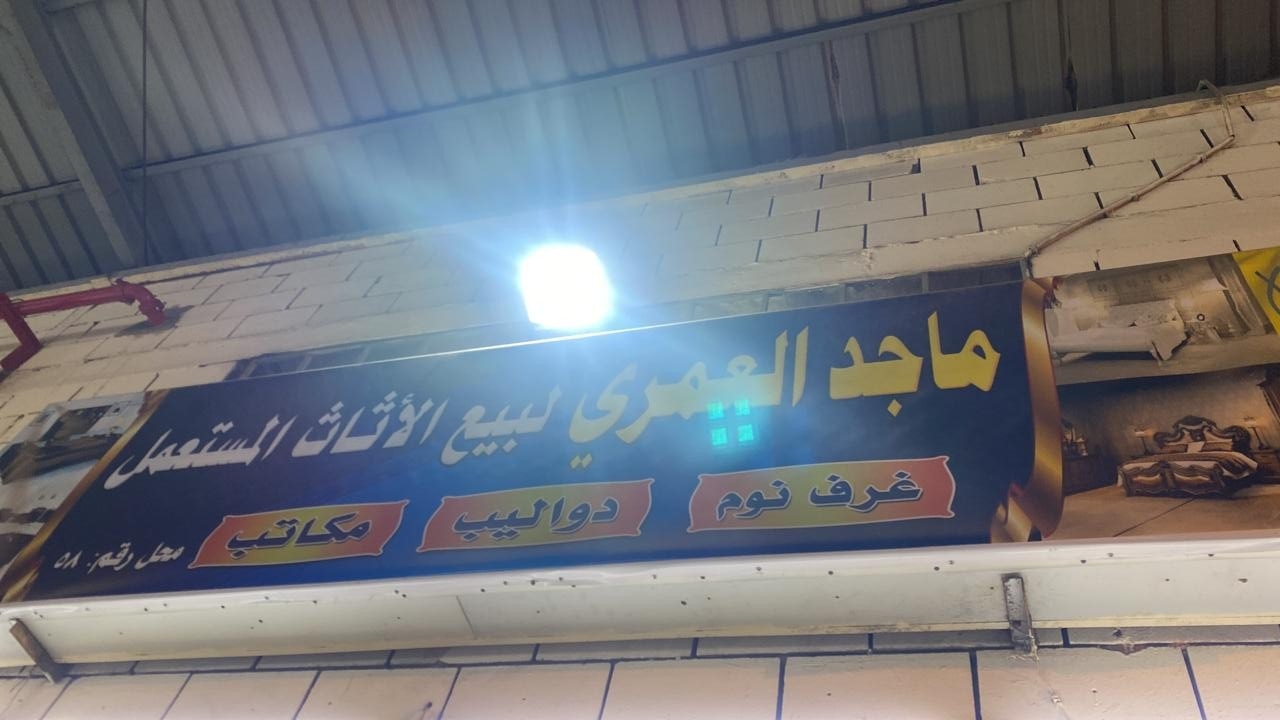 ماجد العمري لبيع الأثاث المستعمل
غرف نوم دواليب مكاتب محل رقم: ٥٨